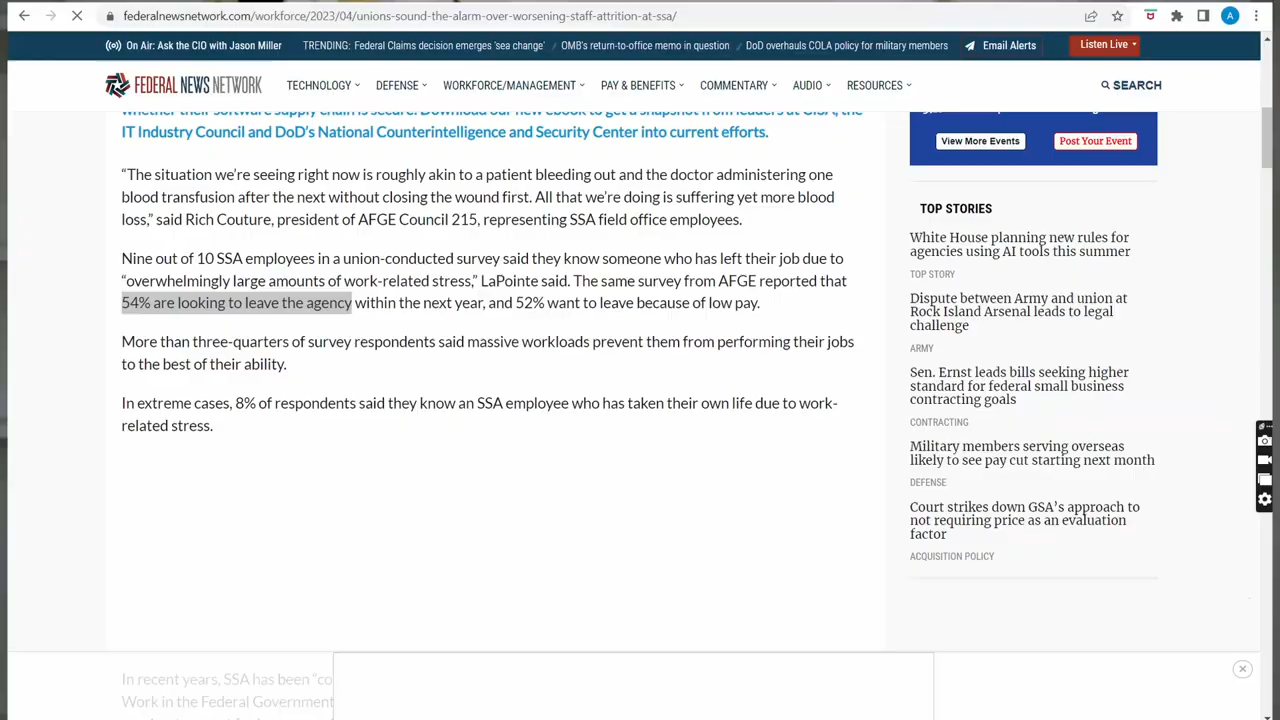 federalnewsnetwork.com/workforce/2023/04/unions-sound-the-alarm-over-worsening-staff-attrition-at-ssa/
A
On Air: Ask the CIO with Jason Miller
TRENDING: Federal Claims decision emerges 'sea change' / OMB's return-to-office memo in question / DoD overhauls COLA policy for military members
Email Alerts
Listen Live
FEDERAL NEWS NETWORK
TECHNOLOGY DEFENSE WORKFORCE/MANAGEMENT PAY & BENEFITS COMMENTARY AUDIO RESOURCES
SEARCH
whether their software supply chain is secure. Download our new ebook to get a snapshot from leaders at CISA, the
IT Industry Council and DoD's National Counterintelligence and Security Center into current efforts.
“The situation we're seeing right now is roughly akin to a patient bleeding out and the doctor administering one
blood transfusion after the next without closing the wound first. All that we're doing is suffering yet more blood
loss,” said Rich Couture, president of AFGE Council 215, representing SSA field office employees.
Nine out of 10 SSA employees in a union-conducted survey said they know someone who has left their job due to
“overwhelmingly large amounts of work-related stress,” LaPointe said. The same survey from AFGE reported that
54% are looking to leave the agency within the next year, and 52% want to leave because of low pay.
More than three-quarters of survey respondents said massive workloads prevent them from performing their jobs
to the best of their ability.
In extreme cases, 8% of respondents said they know an SSA employee who has taken their own life due to work-
related stress.
In recent years, SSA has been “co
Work in the Federal Government
View More Events
Post Your Event
TOP STORIES
White House planning new rules for
agencies using AI tools this summer
TOP STORY
Dispute between Army and union at
Rock Island Arsenal leads to legal
challenge
ARMY
Sen. Ernst leads bills seeking higher
standard for federal small business
contracting goals
CONTRACTING
Military members serving overseas
likely to see pay cut starting next month
DEFENSE
Court strikes down GSA's approach to
not requiring price as an evaluation
factor
ACQUISITION POLICY